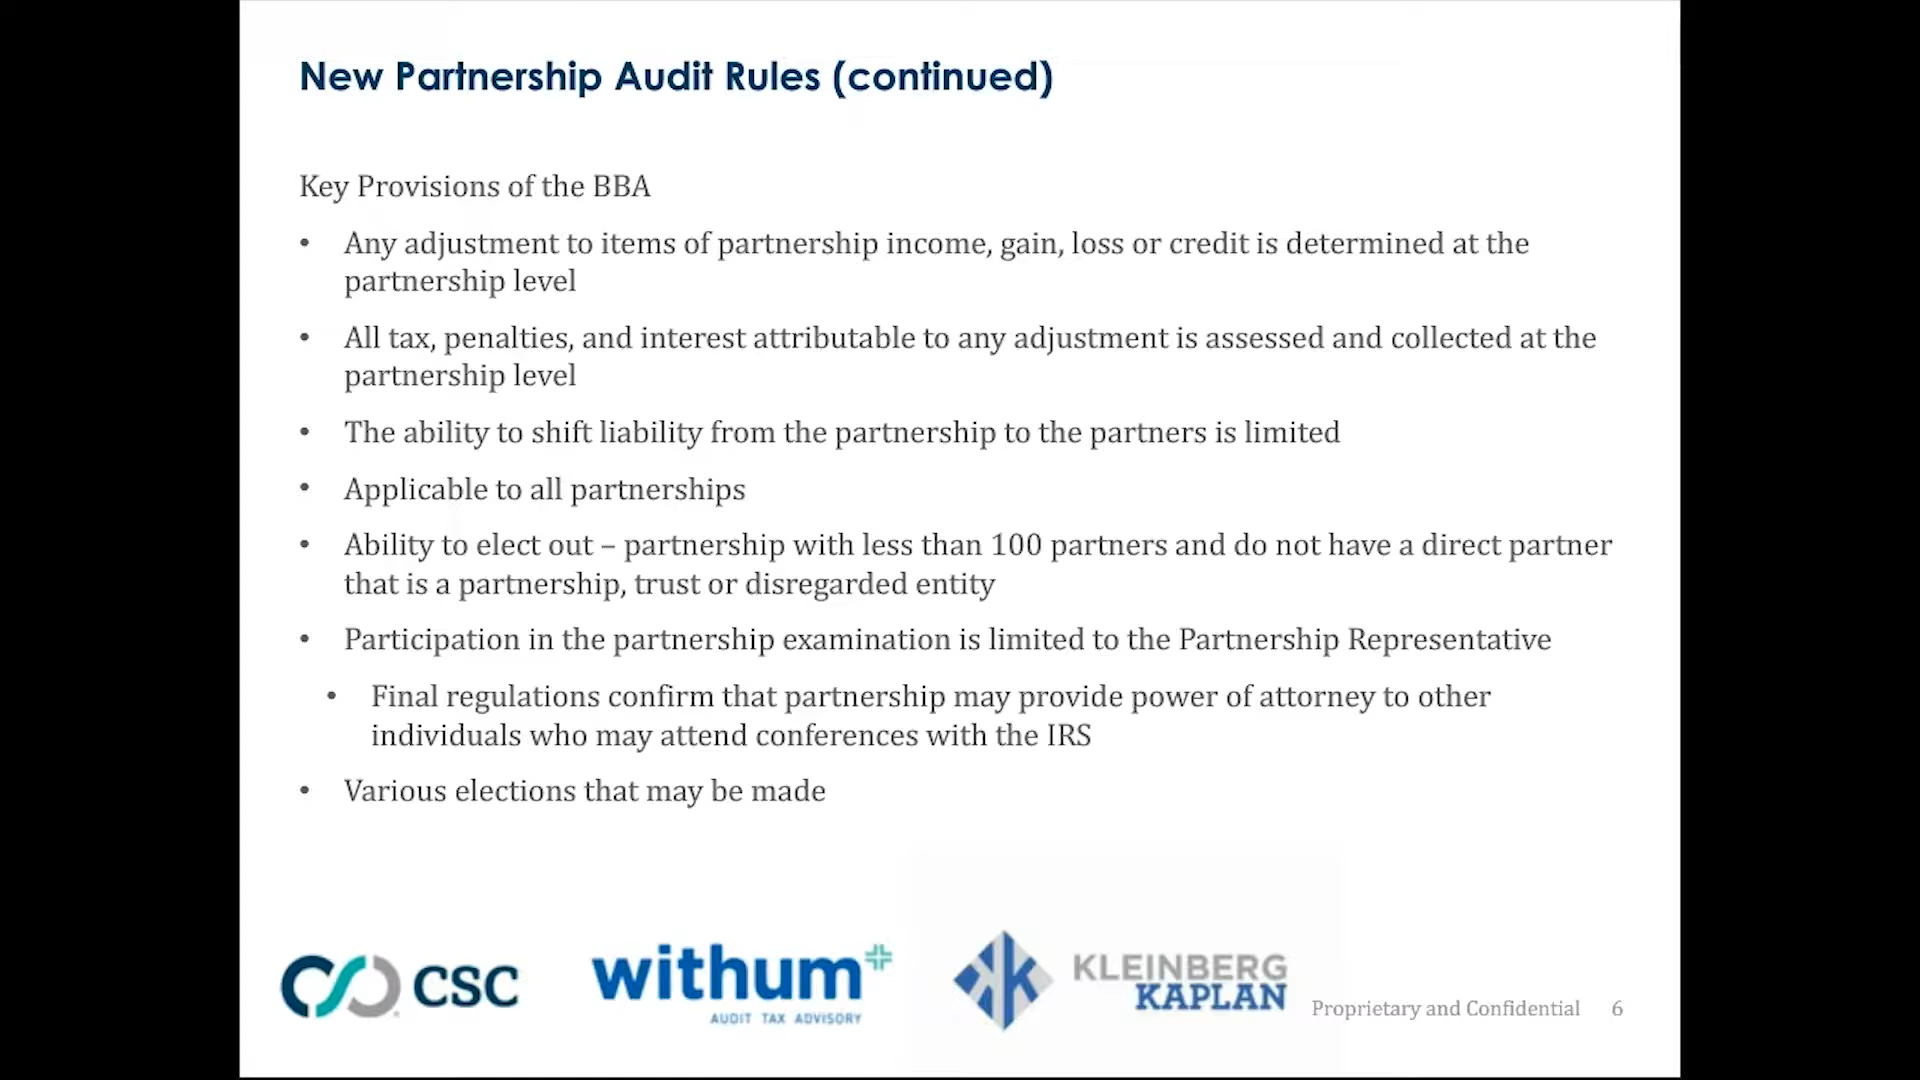 New Partnership Audit Rules (continued)
Key Provisions of the BBA
• Any adjustment to items of partnership income, gain, loss or credit is determined at the
partnership level
• All tax, penalties, and interest attributable to any adjustment is assessed and collected at the
partnership level
• The ability to shift liability from the partnership to the partners is limited
• Applicable to all partnerships
• Ability to elect out – partnership with less than 100 partners and do not have a direct partner
that is a partnership, trust or disregarded entity
• Participation in the partnership examination is limited to the Partnership Representative
• Final regulations confirm that partnership may provide power of attorney to other
individuals who may attend conferences with the IRS
• Various elections that may be made
CSC
withum+
AUDIT TAX ADVISORY
KLEINBERG
KAPLAN
Proprietary and Confidential 6